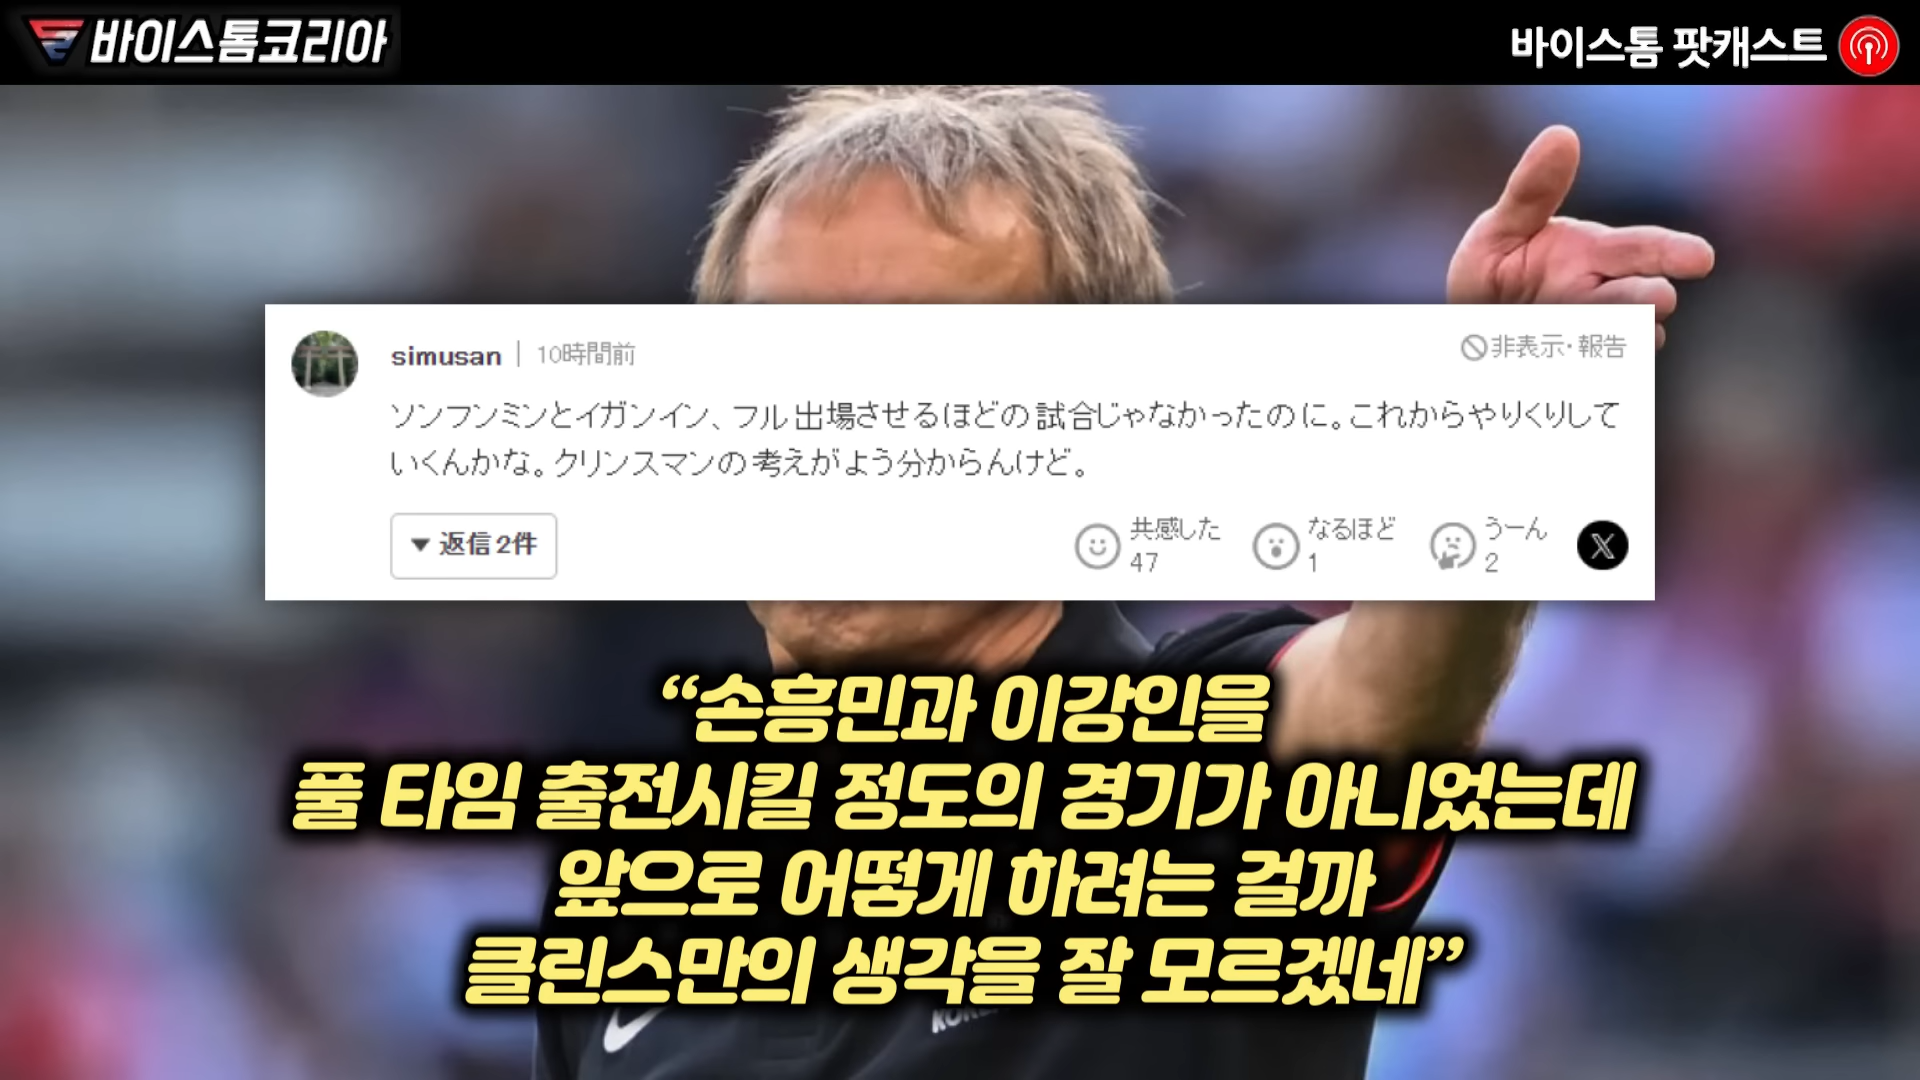 바이스톰코리아
바이스톰 팟캐스트
simusan | 10時間前
非表示・報告
ソンフンミンとイガンイン、フル出場させるほどの試合じゃなかったのに。これからやりくりして
いくんかな。クリンスマンの考えがよう分からんけど。
▼ 返信2件
共感した
47
なるほど
1
うーん
2
X
“손흥민과 이강인을
풀 타임 출전시킬 정도의 경기가 아니었는데
앞으로 어떻게 하려는 걸까
클린스만의 생각을 잘 모르겠네”